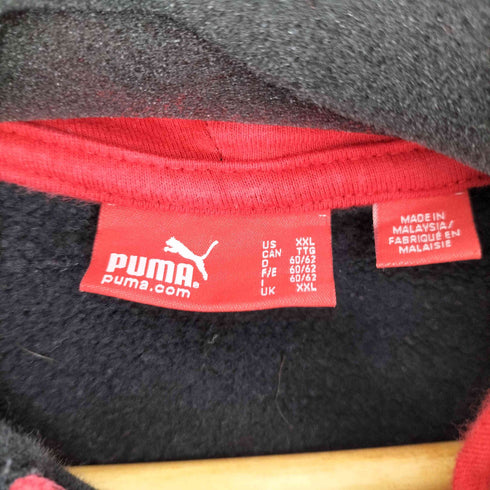 PUMA®
puma.com
US XXL
CAN TTG
D 60/62
F/E 60/62
I 60/62
UK XXL
MADE IN
MALAYSIA/
FABRIQUÉ EN
MALAISIE